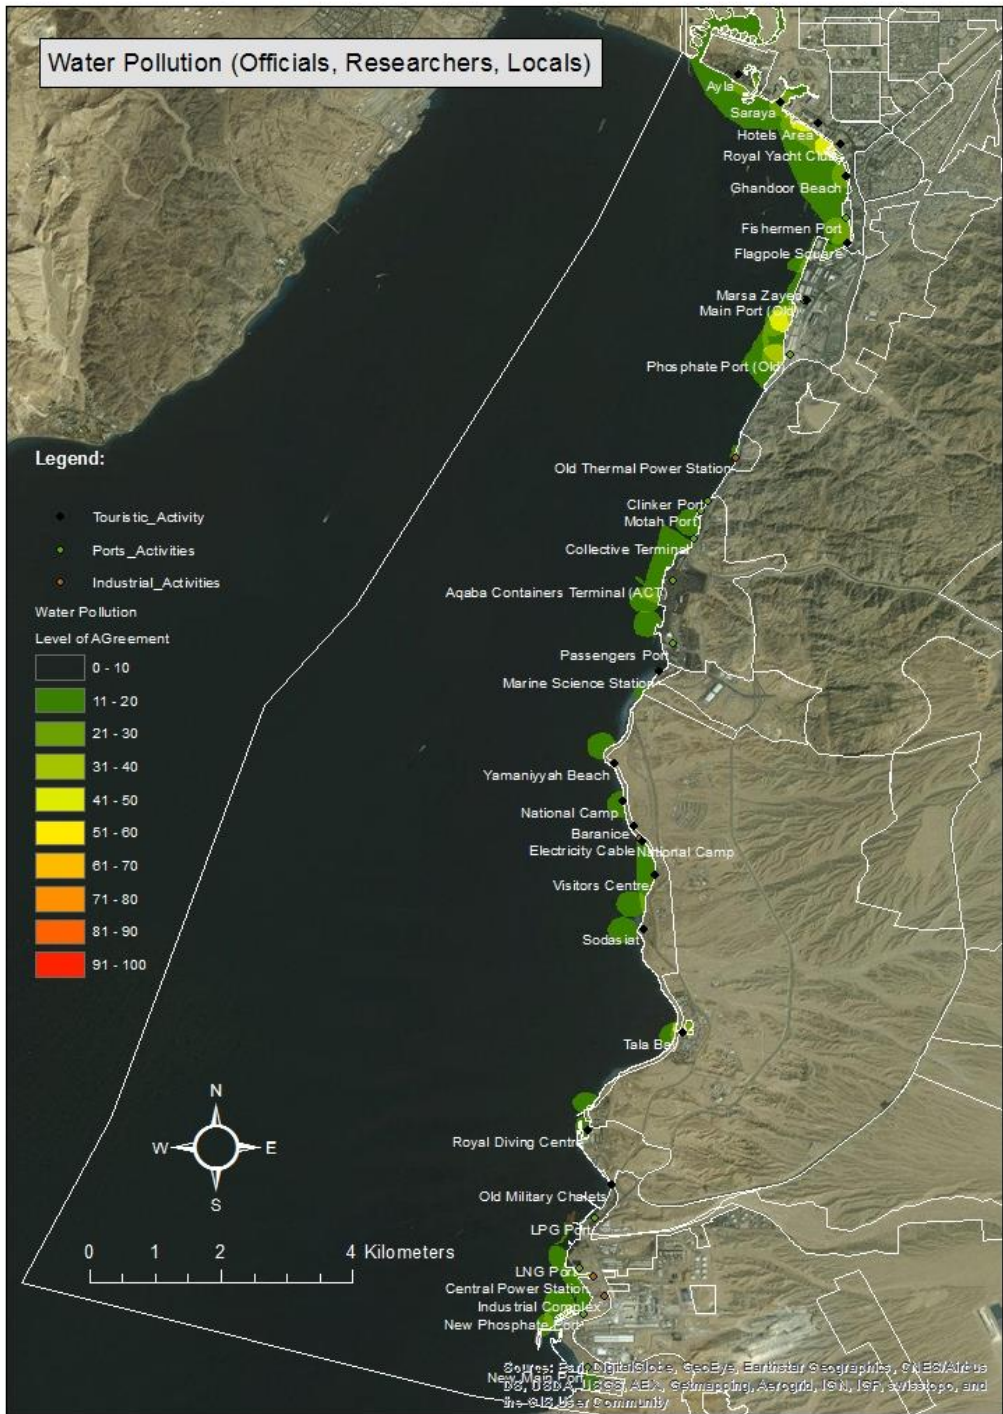 Water Pollution (Officials, Researchers, Locals)
Ayla
Saraya
Hotels Area
Royal Yacht Club
Ghandoor Beach
Fishermen Port
Flagpole Square
Marsa Zayed
Main Port (Old)
Phosphate Port (Old)
Old Thermal Power Station
Clinker Port
Motah Port
Collective Terminal
Aqaba Containers Terminal (ACT)
Passengers Port
Marine Science Station
Yamaniyyah Beach
National Camp
Baranice
Electricity Cable National Camp
Visitors Centre
Sodasiat
Tala Bay
Royal Diving Centre
Old Military Chalets
LPG Port
LNG Port
Central Power Station
Industrial Complex
New Phosphate Port
New Main Port
Legend:
Touristic_Activity
Ports_Activities
Industrial_Activities
Water Pollution
Level of AGreement
0 - 10
11 - 20
21 - 30
31 - 40
41 - 50
51 - 60
61 - 70
71 - 80
81 - 90
91 - 100
N
W E
S
0 1 2 4 Kilometers
Source: Esri, DigitalGlobe, GeoEye, Earthstar Geographics, CNES/Airbus
DS, USDA, USGS, AEX, Getmapping, Aerogrid, IGN, IGP, swisstopo, and
the GIS User Community